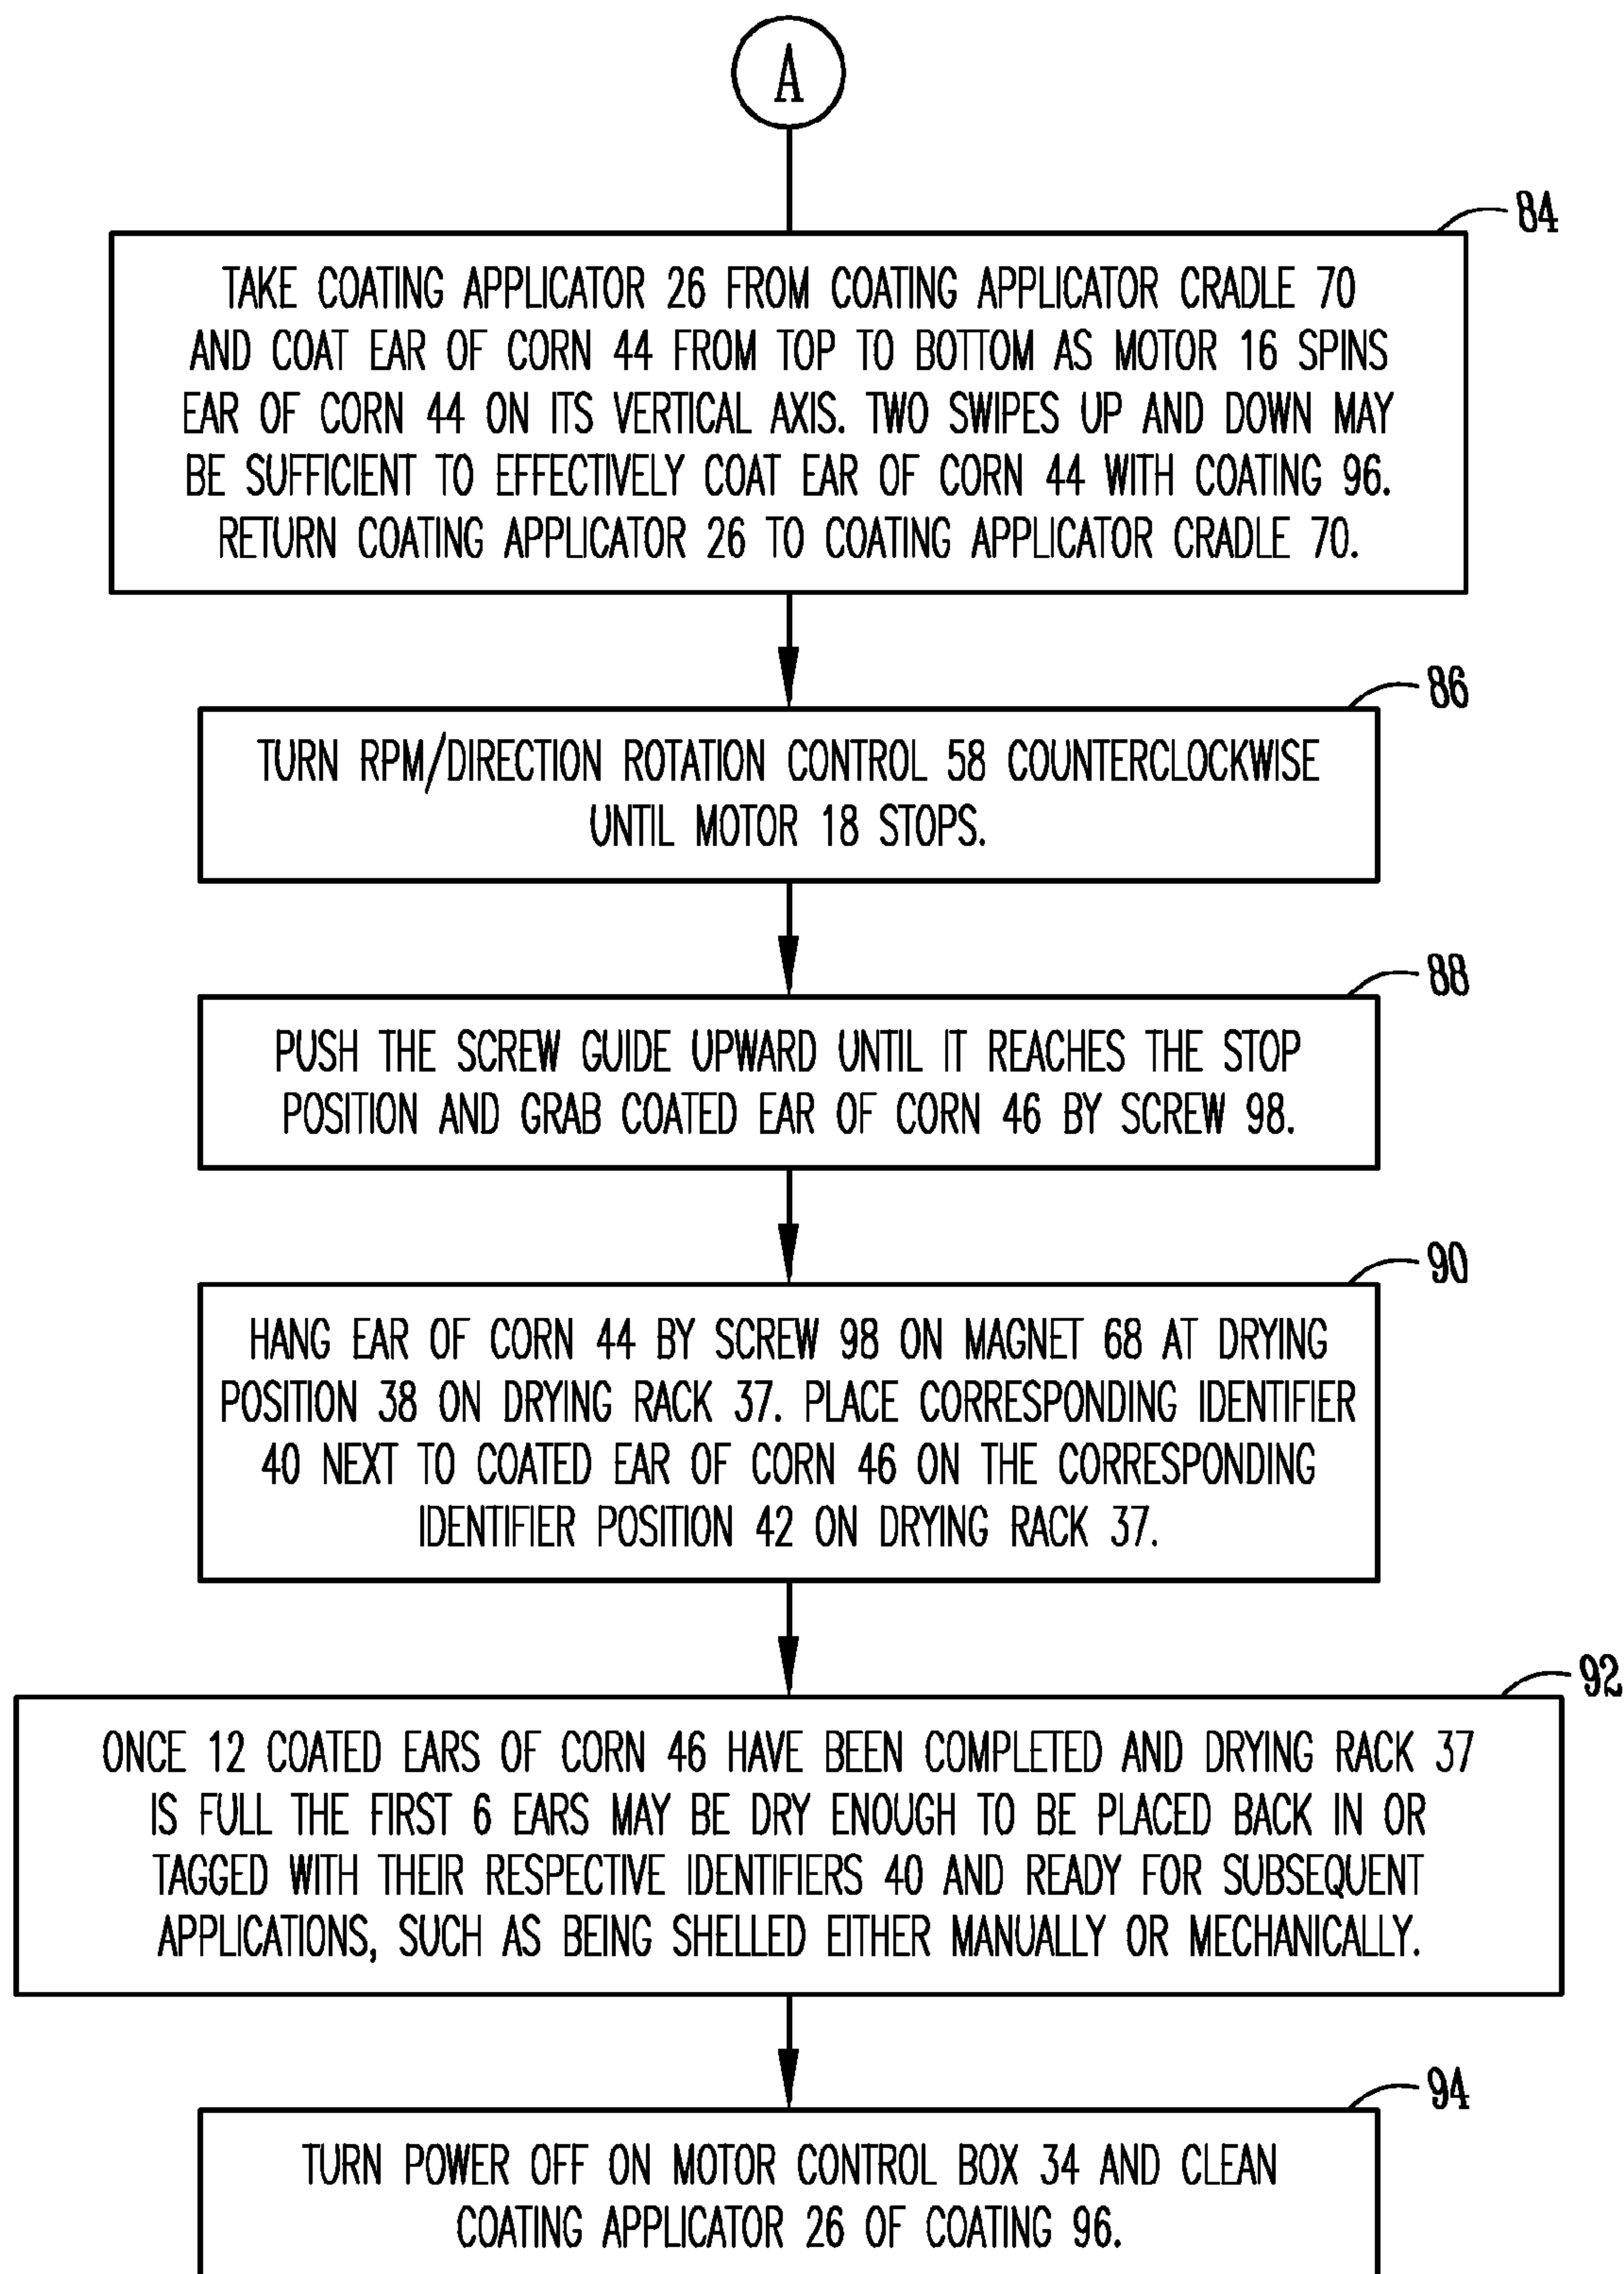 A
84
TAKE COATING APPLICATOR 26 FROM COATING APPLICATOR CRADLE 70
AND COAT EAR OF CORN 44 FROM TOP TO BOTTOM AS MOTOR 16 SPINS
EAR OF CORN 44 ON ITS VERTICAL AXIS. TWO SWIPES UP AND DOWN MAY
BE SUFFICIENT TO EFFECTIVELY COAT EAR OF CORN 44 WITH COATING 96.
RETURN COATING APPLICATOR 26 TO COATING APPLICATOR CRADLE 70.
86
TURN RPM/DIRECTION ROTATION CONTROL 58 COUNTERCLOCKWISE
UNTIL MOTOR 18 STOPS.
88
PUSH THE SCREW GUIDE UPWARD UNTIL IT REACHES THE STOP
POSITION AND GRAB COATED EAR OF CORN 46 BY SCREW 98.
90
HANG EAR OF CORN 44 BY SCREW 98 ON MAGNET 68 AT DRYING
POSITION 38 ON DRYING RACK 37. PLACE CORRESPONDING IDENTIFIER
40 NEXT TO COATED EAR OF CORN 46 ON THE CORRESPONDING
IDENTIFIER POSITION 42 ON DRYING RACK 37.
92
ONCE 12 COATED EARS OF CORN 46 HAVE BEEN COMPLETED AND DRYING RACK 37
IS FULL THE FIRST 6 EARS MAY BE DRY ENOUGH TO BE PLACED BACK IN OR
TAGGED WITH THEIR RESPECTIVE IDENTIFIERS 40 AND READY FOR SUBSEQUENT
APPLICATIONS, SUCH AS BEING SHELLED EITHER MANUALLY OR MECHANICALLY.
94
TURN POWER OFF ON MOTOR CONTROL BOX 34 AND CLEAN
COATING APPLICATOR 26 OF COATING 96.